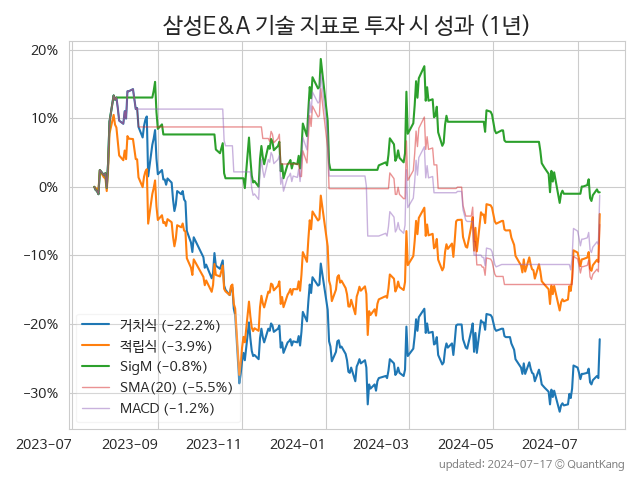 삼성E&A 기술 지표로 투자 시 성과 (1년)
20%
10%
0%
−10%
−20%
−30%
거치식 (−22.2%)
적립식 (−3.9%)
SigM (−0.8%)
SMA(20) (−5.5%)
MACD (−1.2%)
2023-07
2023-09
2023-11
2024-01
2024-03
2024-05
2024-07
updated: 2024-07-17 © QuantKang